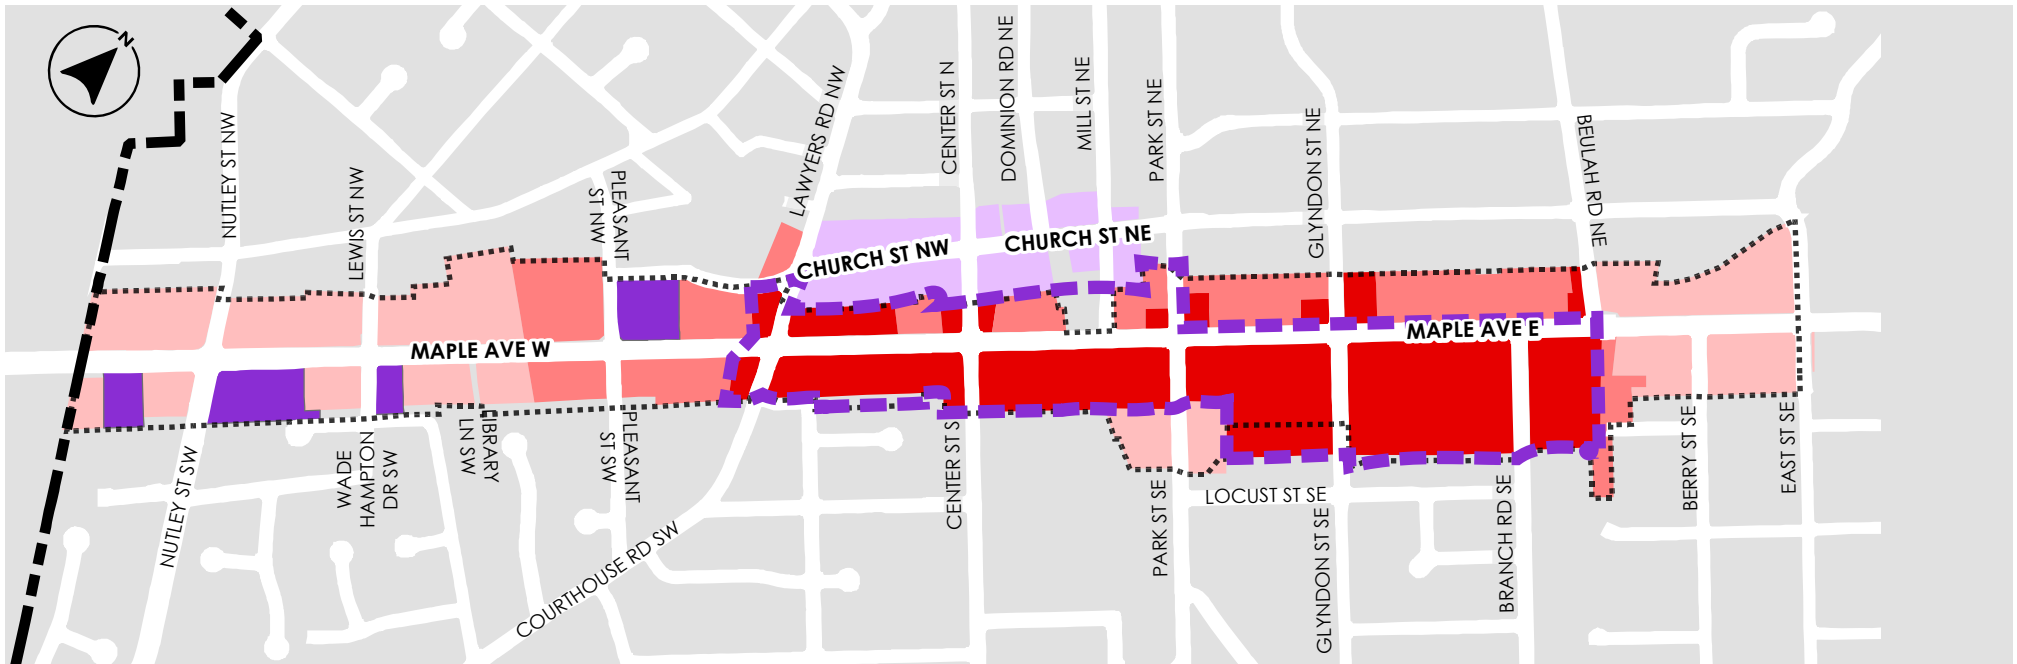 N
NUTLEY ST NW
LEWIS ST NW
PLEASANT
ST NW
LAWYERS RD NW
CENTER ST N
DOMINION RD NE
MILL ST NE
PARK ST NE
GLYNDON ST NE
BEULAH RD NE
CHURCH ST NW
CHURCH ST NE
MAPLE AVE W
MAPLE AVE E
NUTLEY ST SW
WADE
HAMPTON
DR SW
LIBRARY
LN SW
PLEASANT
ST SW
COURTHOUSE RD SW
CENTER ST S
PARK ST SE
LOCUST ST SE
GLYNDON ST SE
BRANCH RD SE
BERRY ST SE
EAST ST SE